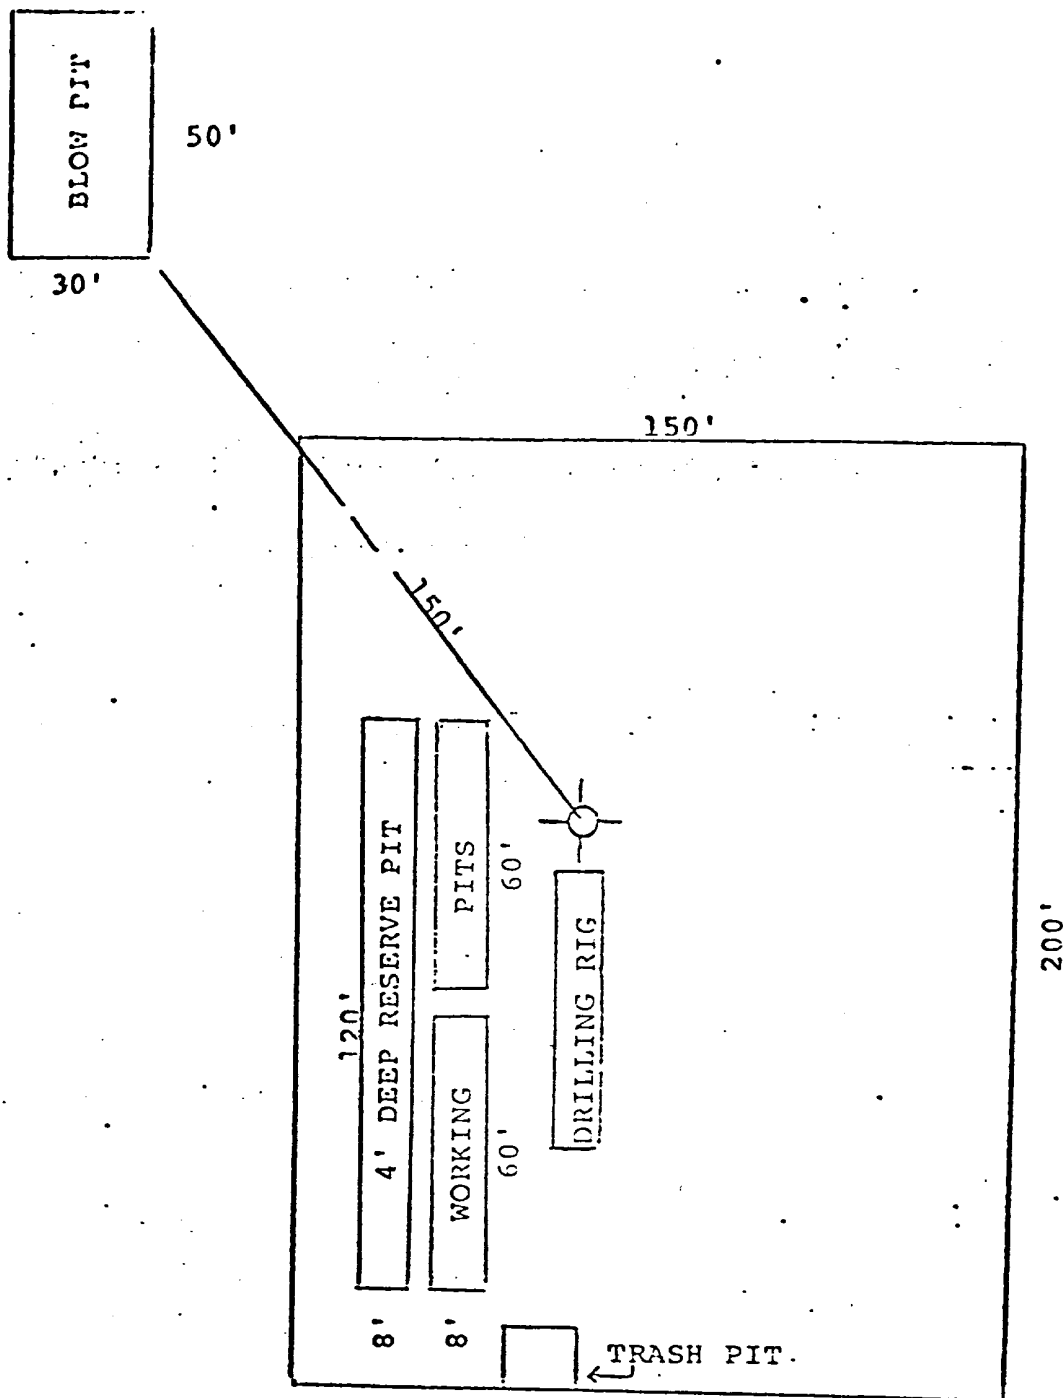 BLOW PIT
50'
30'
150'
150'
120'
4' DEEP RESERVE PIT
PITS
60'
WORKING
60'
DRILLING RIG
200'
8'
8'
TRASH PIT.